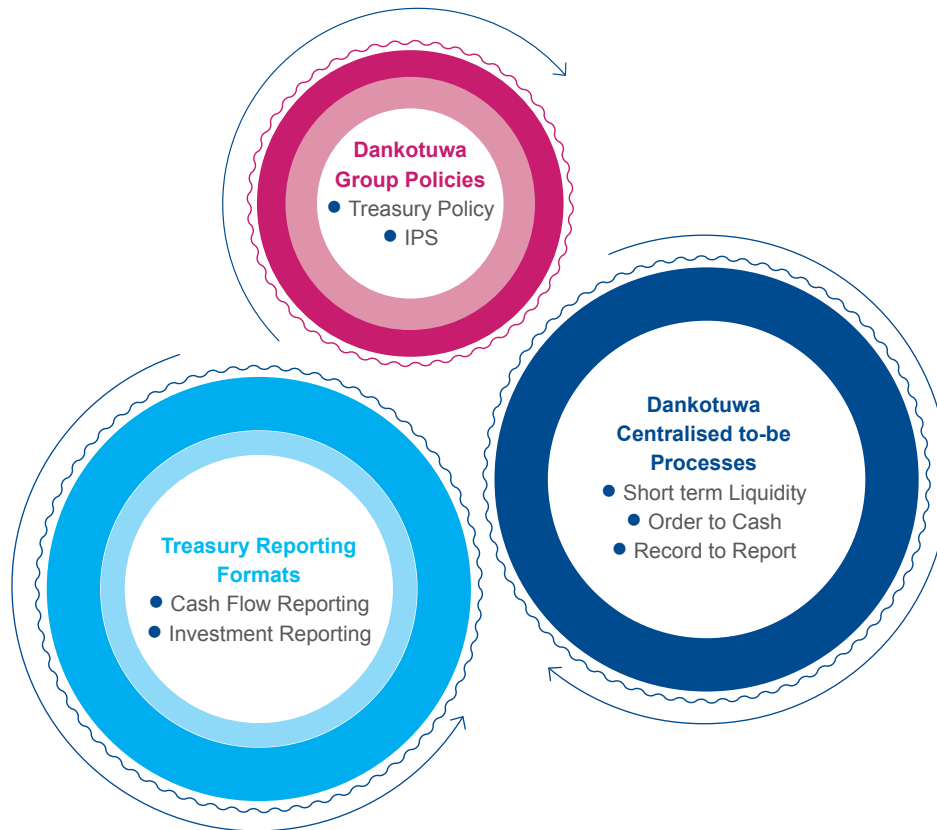 Dankotuwa
Group Policies
● Treasury Policy
● IPS
Dankotuwa
Centralised to-be
Processes
● Short term Liquidity
● Order to Cash
● Record to Report
Treasury Reporting
Formats
● Cash Flow Reporting
● Investment Reporting